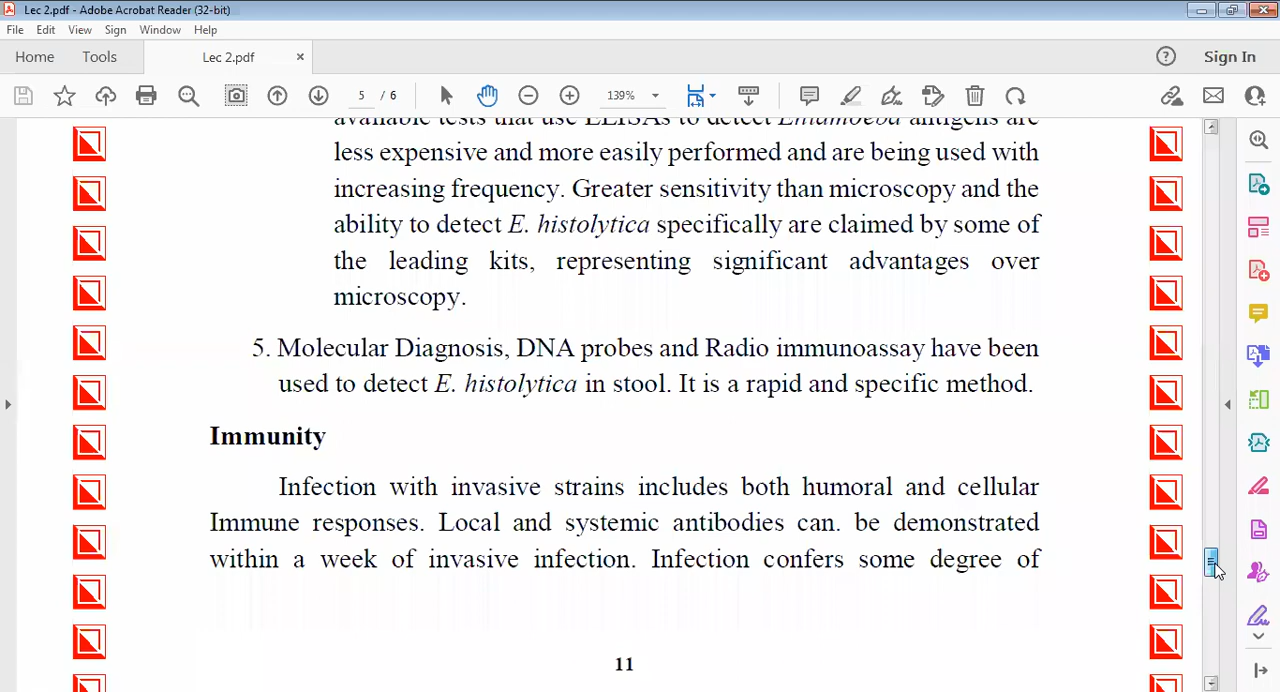 Lec 2.pdf - Adobe Acrobat Reader (32-bit)
File Edit View Sign Window Help
Home Tools Lec 2.pdf × Sign In
5 / 6 139%
available tests that use ELISAs to detect Entamoeba antigens are
less expensive and more easily performed and are being used with
increasing frequency. Greater sensitivity than microscopy and the
ability to detect E. histolytica specifically are claimed by some of
the leading kits, representing significant advantages over
microscopy.
5. Molecular Diagnosis, DNA probes and Radio immunoassay have been
used to detect E. histolytica in stool. It is a rapid and specific method.
Immunity
Infection with invasive strains includes both humoral and cellular
Immune responses. Local and systemic antibodies can. be demonstrated
within a week of invasive infection. Infection confers some degree of
11